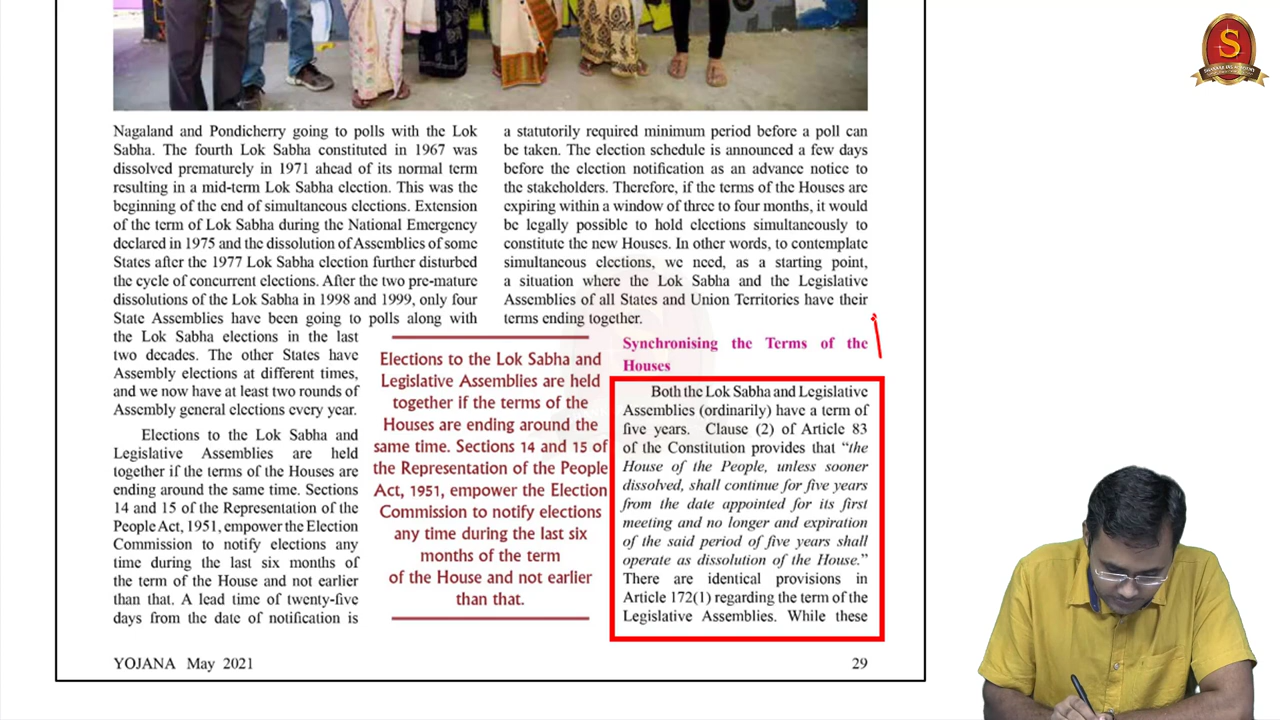 Nagaland and Pondicherry going to polls with the Lok
Sabha. The fourth Lok Sabha constituted in 1967 was
dissolved prematurely in 1971 ahead of its normal term
resulting in a mid-term Lok Sabha election. This was the
beginning of the end of simultaneous elections. Extension
of the term of Lok Sabha during the National Emergency
declared in 1975 and the dissolution of Assemblies of some
States after the 1977 Lok Sabha election further disturbed
the cycle of concurrent elections. After the two pre-mature
dissolutions of the Lok Sabha in 1998 and 1999, only four
State Assemblies have been going to polls along with
the Lok Sabha elections in the last
two decades. The other States have
Assembly elections at different times,
and we now have at least two rounds of
Assembly general elections every year.
Elections to the Lok Sabha and
Legislative Assemblies are held
together if the terms of the Houses are
ending around the same time. Sections
14 and 15 of the Representation of the
People Act, 1951, empower the Election
Commission to notify elections any
time during the last six months of
the term of the House and not earlier
than that. A lead time of twenty-five
days from the date of notification is
Elections to the Lok Sabha and
Legislative Assemblies are held
together if the terms of the
Houses are ending around the
same time. Sections 14 and 15 of
the Representation of the People
Act, 1951, empower the Election
Commission to notify elections
any time during the last six
months of the term
of the House and not earlier
than that.
a statutorily required minimum period before a poll can
be taken. The election schedule is announced a few days
before the election notification as an advance notice to
the stakeholders. Therefore, if the terms of the Houses are
expiring within a window of three to four months, it would
be legally possible to hold elections simultaneously to
constitute the new Houses. In other words, to contemplate
simultaneous elections, we need, as a starting point,
a situation where the Lok Sabha and the Legislative
Assemblies of all States and Union Territories have their
terms ending together.
Synchronising the Terms of the
Houses
Both the Lok Sabha and Legislative
Assemblies (ordinarily) have a term of
five years. Clause (2) of Article 83
of the Constitution provides that “the
House of the People, unless sooner
dissolved, shall continue for five years
from the date appointed for its first
meeting and no longer and expiration
of the said period of five years shall
operate as dissolution of the House.”
There are identical provisions in
Article 172(1) regarding the term of the
Legislative Assemblies. While these
YOJANA May 2021
29
S